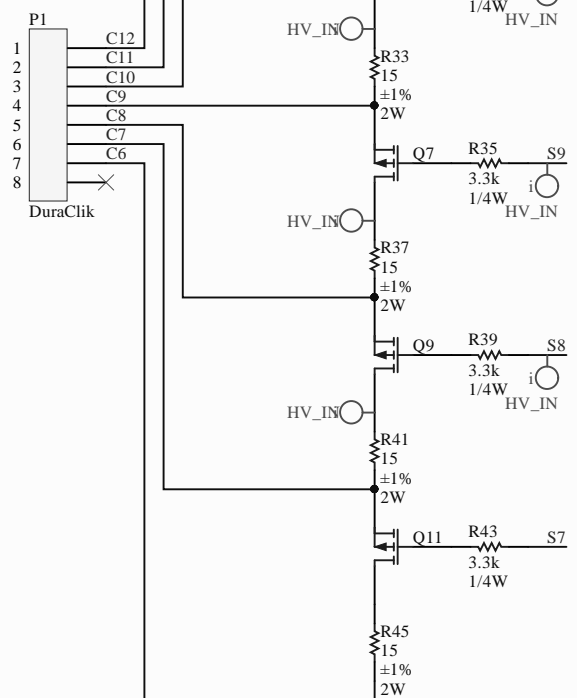 1/4W
HV_IN
P1
HV_IN
C12
1
C11
2
R33
C10
3
15
C9
4
±1%
C8
5
2W
C7
6
Q7
R35
S9
C6
7
3.3k
8
i
1/4W
DuraClik
HV_IN
HV_IN
R37
15
±1%
2W
Q9
R39
S8
3.3k
i
1/4W
HV_IN
HV_IN
R41
15
±1%
2W
Q11
R43
S7
3.3k
1/4W
R45
15
±1%
2W